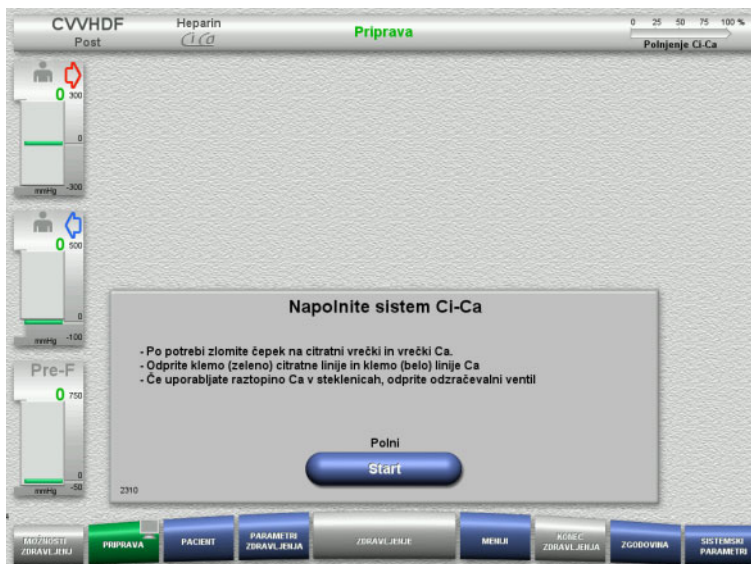 CVVHDF
Post
Heparin
Ci Ca
Priprava
0 25 50 75 100 %
Polnjenje Ci-Ca
0
300
0
-300
mmHg
0
500
0
-100
mmHg
Pre-F
0
750
0
-50
mmHg
Napolnite sistem Ci-Ca
- Po potrebi zlomite čepek na citratni vrečki in vrečki Ca.
- Odprite klemo (zeleno) citratne linije in klemo (belo) linije Ca
- Če uporabljate raztopino Ca v steklenicah, odprite odzračevalni ventil
Polni
Start
2310
MOŽNOSTI
ZDRAVLJENJ
PRIPRAVA
PACIENT
PARAMETRI
ZDRAVLJENJA
ZDRAVLJENJE
MENIJI
KONEC
ZDRAVLJENJA
ZGODOVINA
SISTEMSKI
PARAMETRI